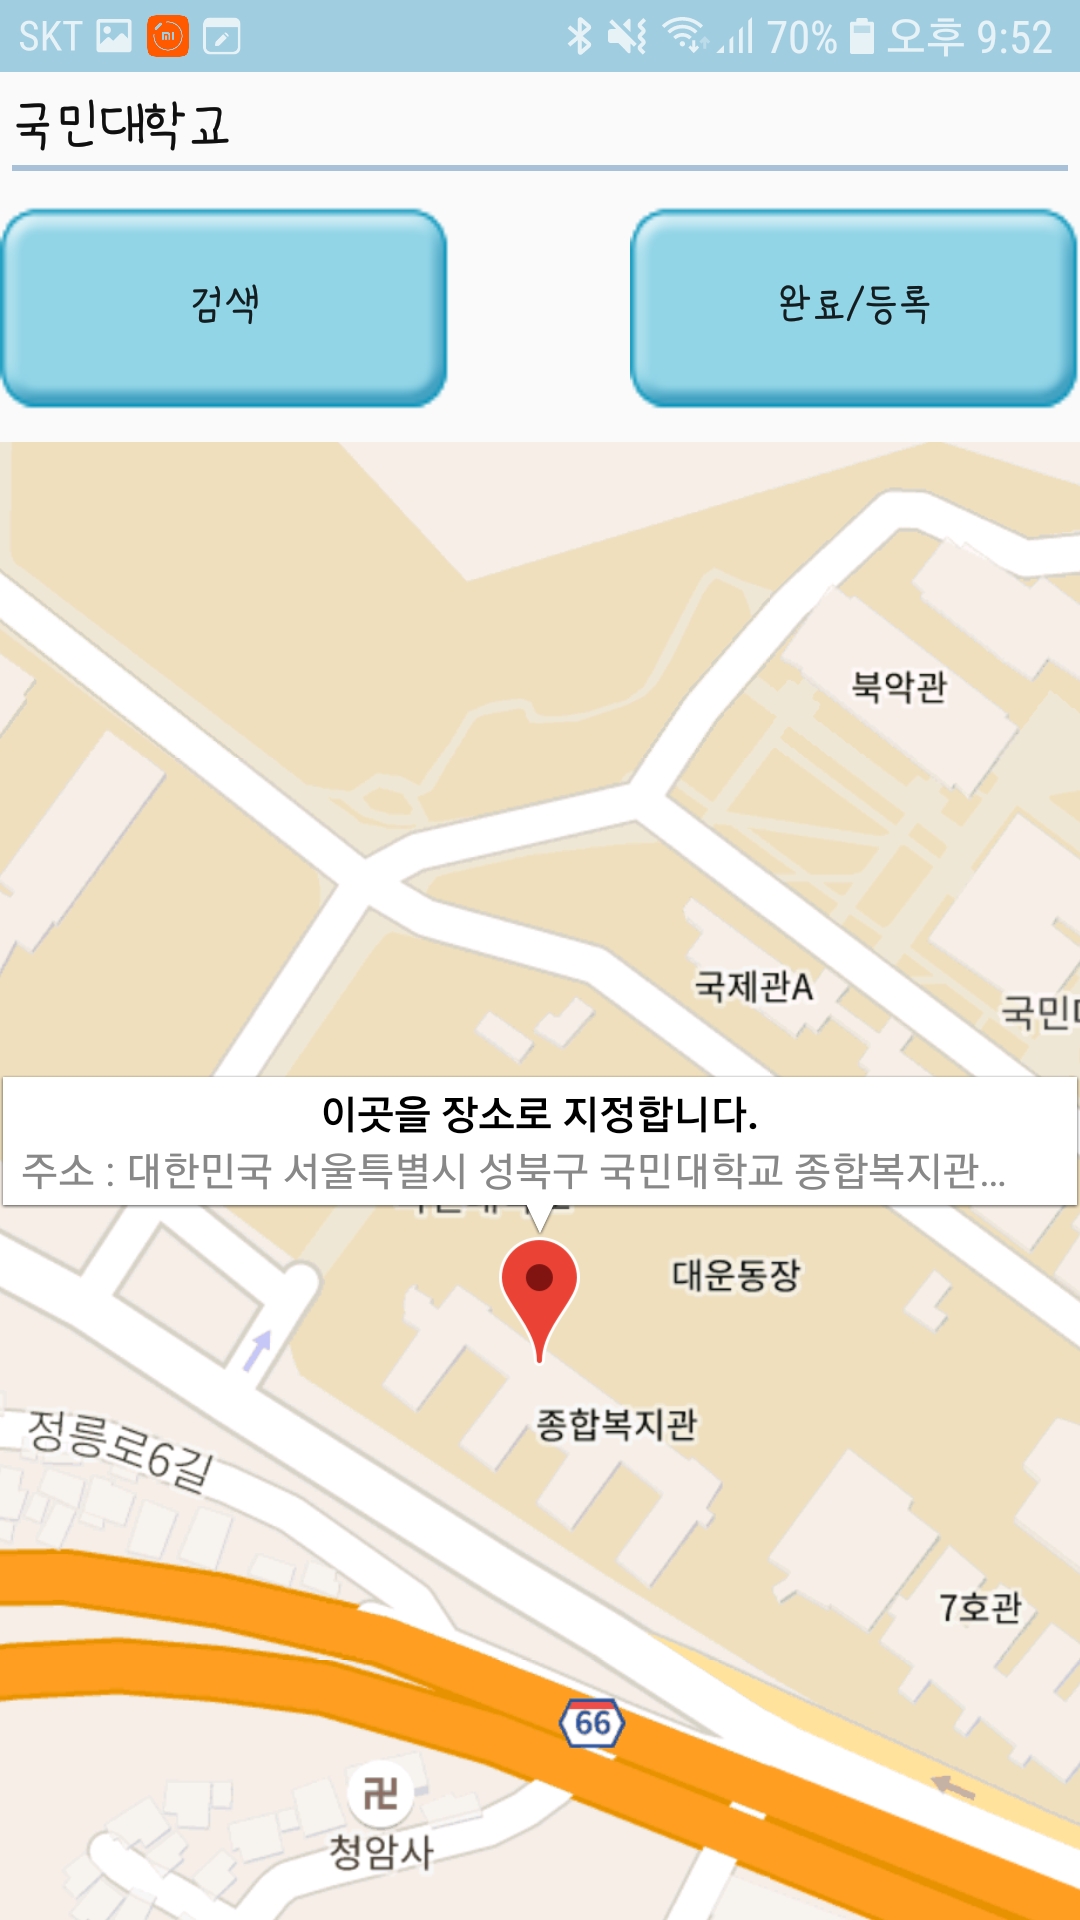 SKT 70% 오후 9:52
국민대학교
검색
완료/등록
북악관
국제관A
이곳을 장소로 지정합니다.
주소 : 대한민국 서울특별시 성북구 국민대학교 종합복지관...
대운동장
종합복지관
정릉로6길
7호관
66
卍
청암사